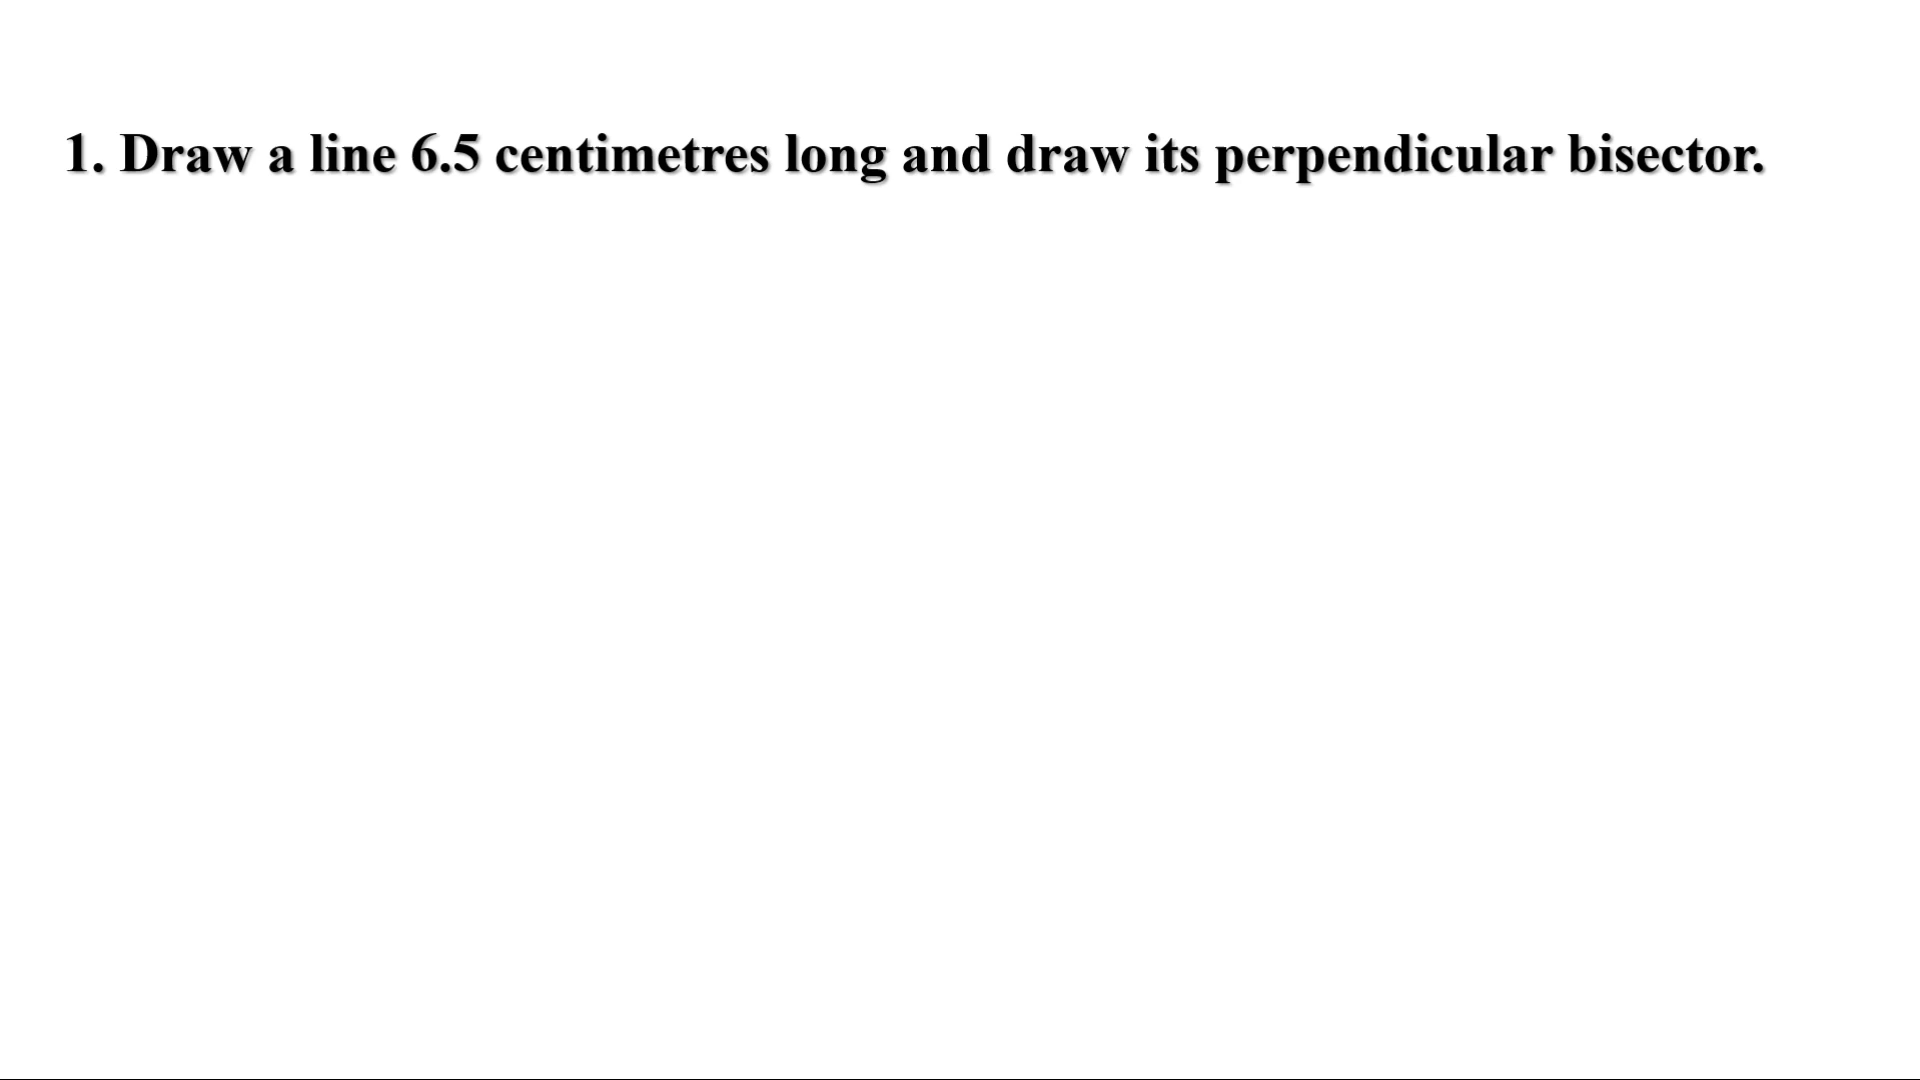 1. Draw a line 6.5 centimetres long and draw its perpendicular bisector.